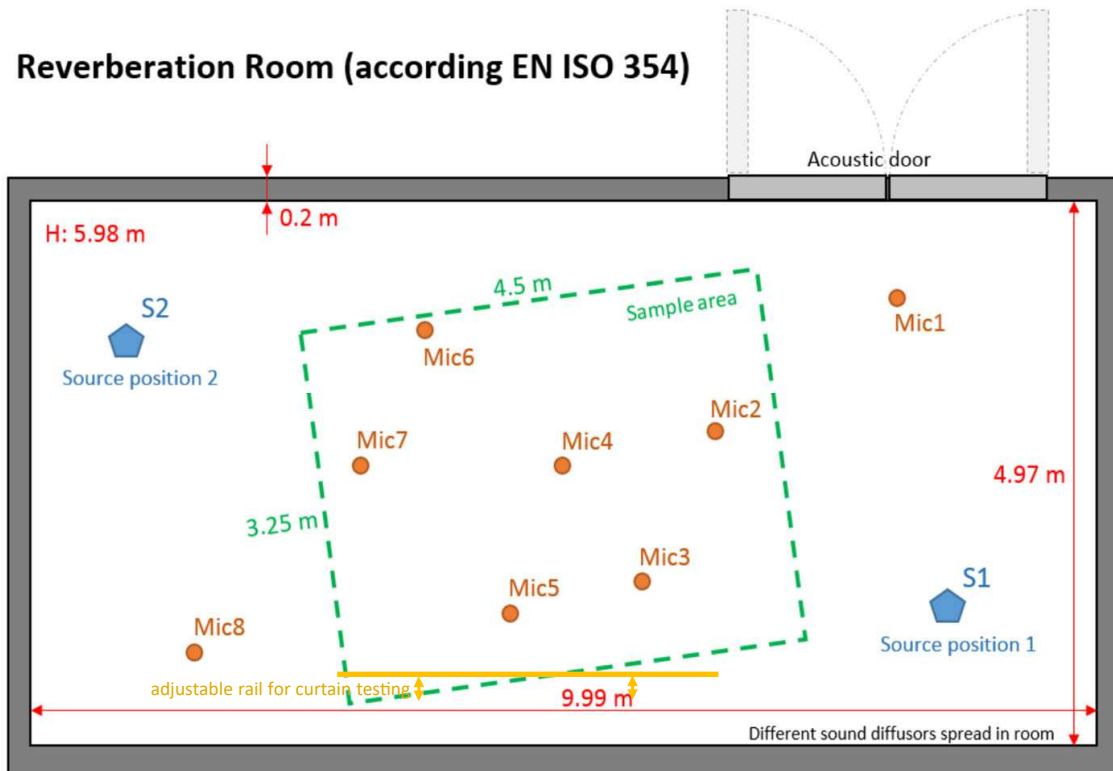 Reverberation Room (according EN ISO 354)
Acoustic door
0.2 m
H: 5.98 m
4.5 m
Sample area
S2
Source position 2
Mic1
Mic6
Mic2
Mic7
Mic4
4.97 m
3.25 m
Mic3
Mic5
S1
Source position 1
Mic8
adjustable rail for curtain testing
9.99 m
Different sound diffusors spread in room